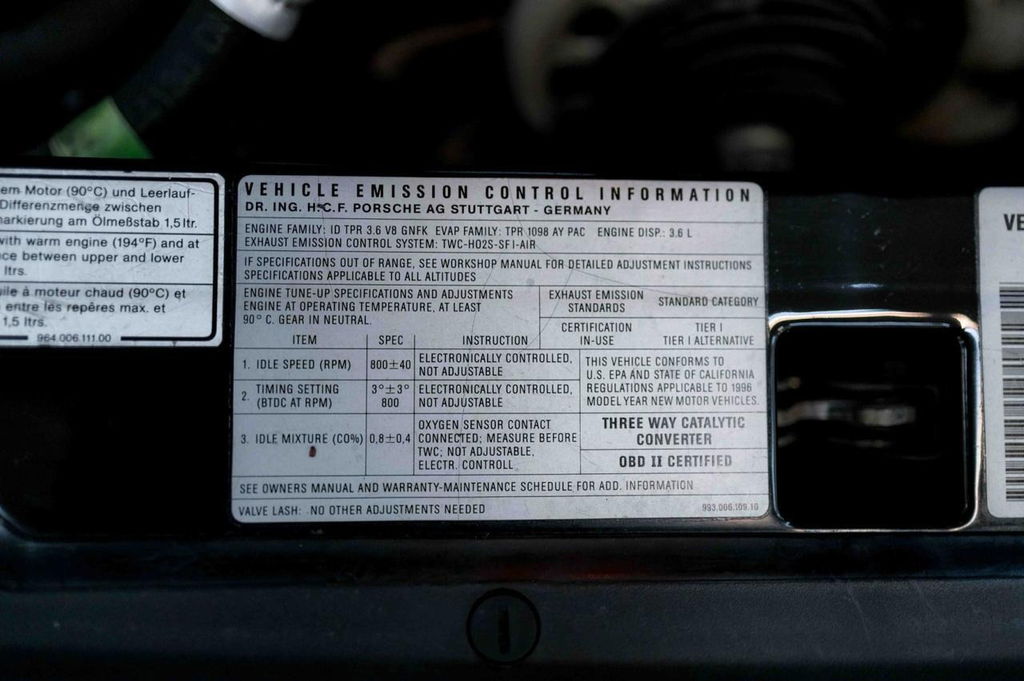 em Motor (90°C) und Leerlauf-
Differenzmenge zwischen
arkierung am Ölmeßstab 1,5 ltr.
with warm engine (194°F) and at
ce between upper and lower
ltrs.
uile à moteur chaud (90°C) et
entre les repères max. et
1,5 ltrs.
964.006.111.00
VEHICLE EMISSION CONTROL INFORMATION
DR. ING. H.C.F. PORSCHE AG STUTTGART - GERMANY
ENGINE FAMILY: ID TPR 3.6 V8 GNFK EVAP FAMILY: TPR 1098 AY PAC ENGINE DISP.: 3.6 L
EXHAUST EMISSION CONTROL SYSTEM: TWC-HO2S-SFI-AIR
IF SPECIFICATIONS OUT OF RANGE, SEE WORKSHOP MANUAL FOR DETAILED ADJUSTMENT INSTRUCTIONS
SPECIFICATIONS APPLICABLE TO ALL ALTITUDES
ENGINE TUNE-UP SPECIFICATIONS AND ADJUSTMENTS
ENGINE AT OPERATING TEMPERATURE, AT LEAST
90° C. GEAR IN NEUTRAL.
EXHAUST EMISSION
STANDARDS
STANDARD CATEGORY
CERTIFICATION
IN-USE
TIER I
TIER I ALTERNATIVE
ITEM SPEC INSTRUCTION
1. IDLE SPEED (RPM) 800±40 ELECTRONICALLY CONTROLLED,
NOT ADJUSTABLE
2. TIMING SETTING
(BTDC AT RPM)
3°±3°
800
ELECTRONICALLY CONTROLLED,
NOT ADJUSTABLE
3. IDLE MIXTURE (CO%) 0,8±0,4
OXYGEN SENSOR CONTACT
CONNECTED; MEASURE BEFORE
TWC; NOT ADJUSTABLE,
ELECTR. CONTROLL
THIS VEHICLE CONFORMS TO
U.S. EPA AND STATE OF CALIFORNIA
REGULATIONS APPLICABLE TO 1996
MODEL YEAR NEW MOTOR VEHICLES.
THREE WAY CATALYTIC
CONVERTER
OBD II CERTIFIED
SEE OWNERS MANUAL AND WARRANTY-MAINTENANCE SCHEDULE FOR ADD. INFORMATION
VALVE LASH: NO OTHER ADJUSTMENTS NEEDED
993.006.109.10
VE